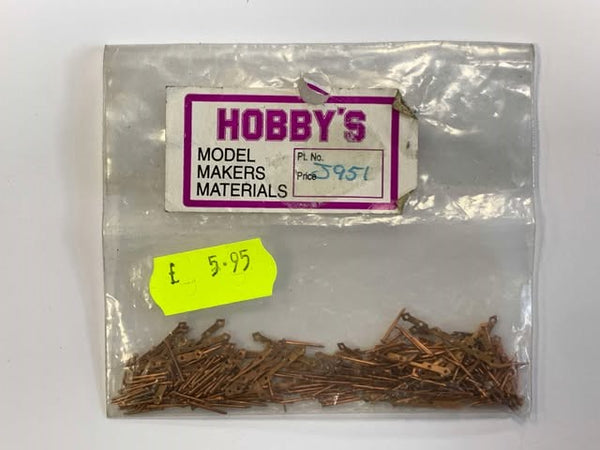 HOBBY'S
MODEL
MAKERS
MATERIALS
Pt. No.
Price J951
£ 5.95